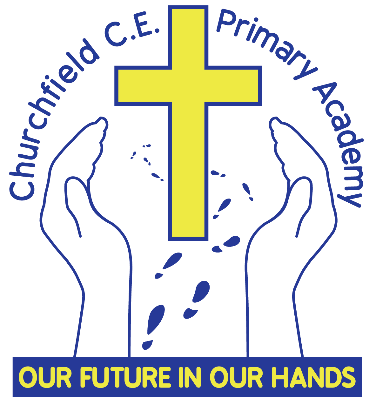 Churchfield C.E. Primary Academy
OUR FUTURE IN OUR HANDS